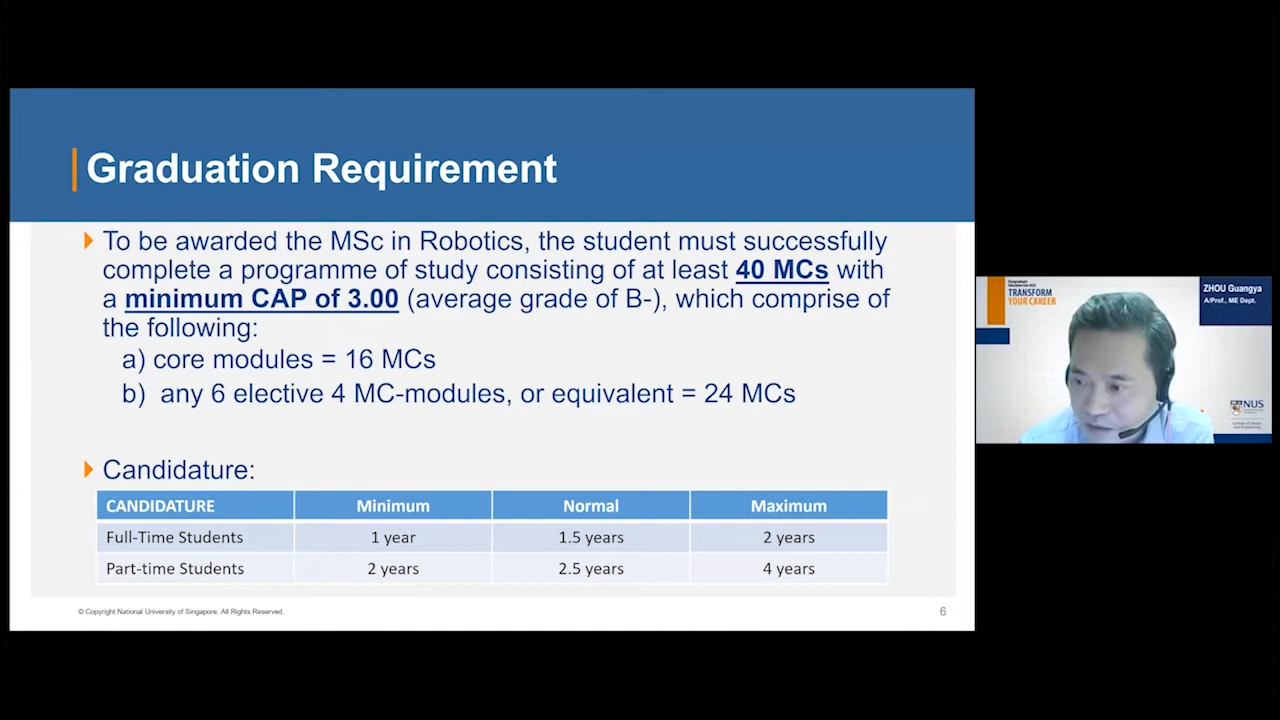 Graduation Requirement
To be awarded the MSc in Robotics, the student must successfully
complete a programme of study consisting of at least 40 MCs with
a minimum CAP of 3.00 (average grade of B-), which comprise of
the following:
a) core modules = 16 MCs
b) any 6 elective 4 MC-modules, or equivalent = 24 MCs
Candidature:
CANDIDATURE Minimum Normal Maximum
Full-Time Students 1 year 1.5 years 2 years
Part-time Students 2 years 2.5 years 4 years
© Copyright National University of Singapore. All Rights Reserved.
6
TRANSFORM
YOUR CAREER
ZHOU Guangya
A/Prof., ME Dept.
NUS